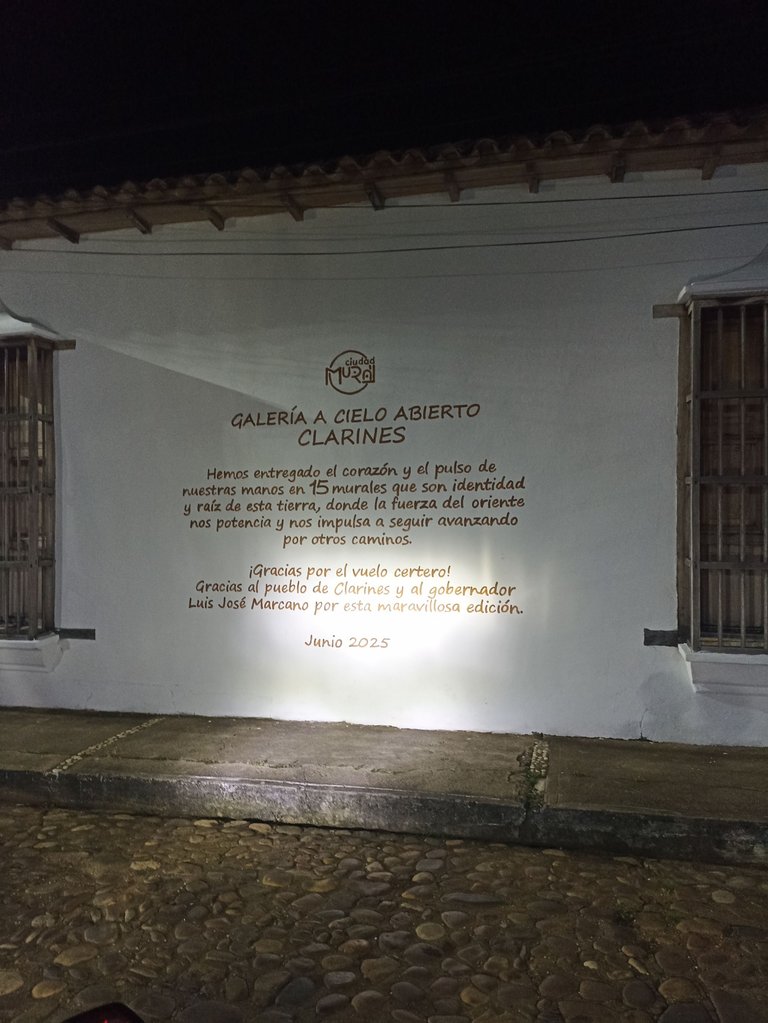 ciudad
MURal
GALERÍA A CIELO ABIERTO
CLARINES
Hemos entregado el corazón y el pulso de
nuestras manos en 15 murales que son identidad
y raíz de esta tierra, donde la fuerza del oriente
nos potencia y nos impulsa a seguir avanzando
por otros caminos.
¡Gracias por el vuelo certero!
Gracias al pueblo de Clarines y al gobernador
Luis José Marcano por esta maravillosa edición.
Junio 2025